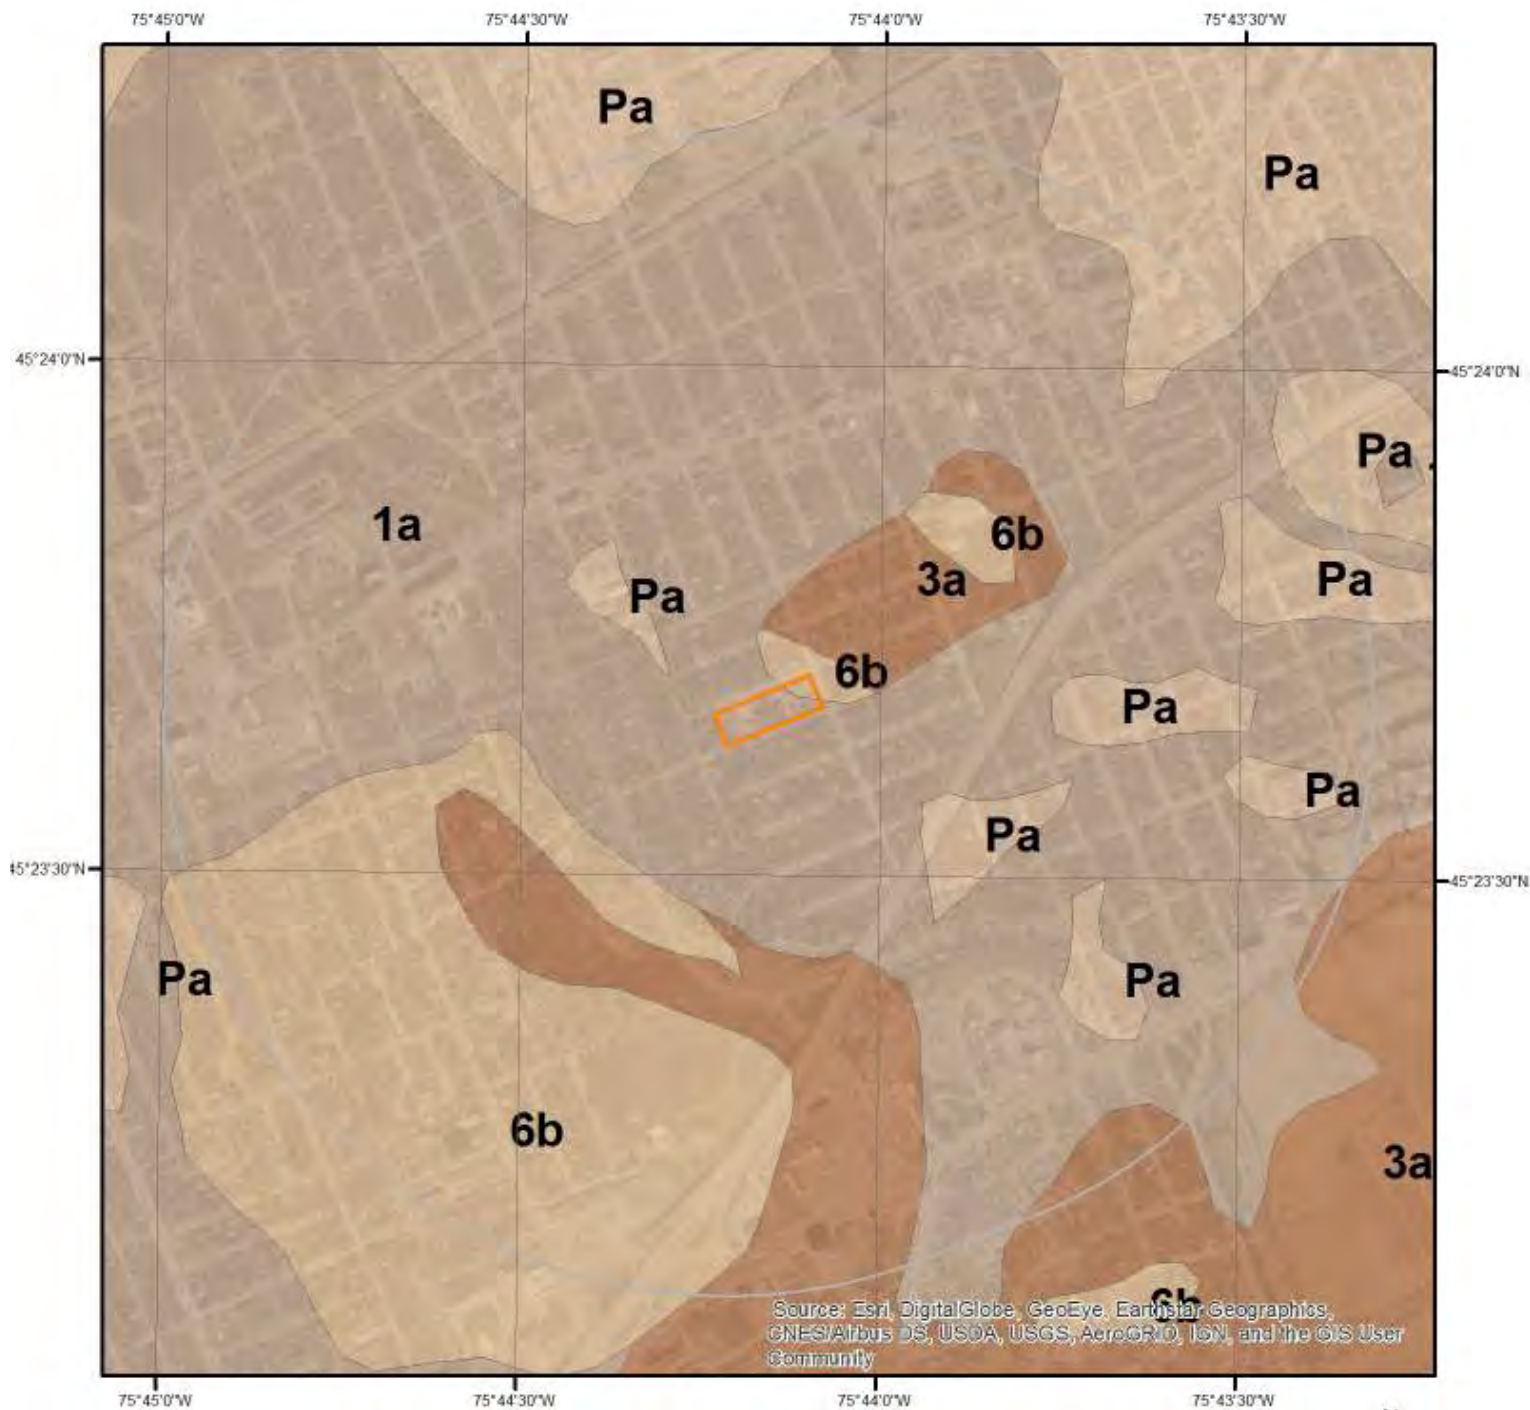 75°45'0"W 75°44'30"W 75°44'0"W 75°43'30"W
Pa
Pa
45°24'0"N 45°24'0"N
Pa
1a
6b
3a
Pa
Pa
6b
Pa
Pa
Pa
45°23'30"N 45°23'30"N
Pa
Pa
6b
3a
6b
Source: Esri, DigitalGlobe, GeoEye, Earthstar Geographics,
CNES/Airbus DS, USDA, USGS, AeroGRID, IGN, and the GIS User
Community
75°45'0"W 75°44'30"W 75°44'0"W 75°43'30"W